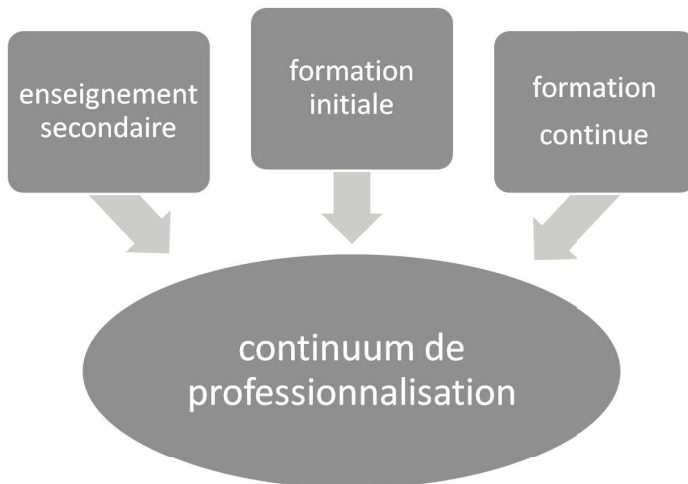 enseignement
secondaire
formation
initiale
formation
continue
continuum de
professionnalisation